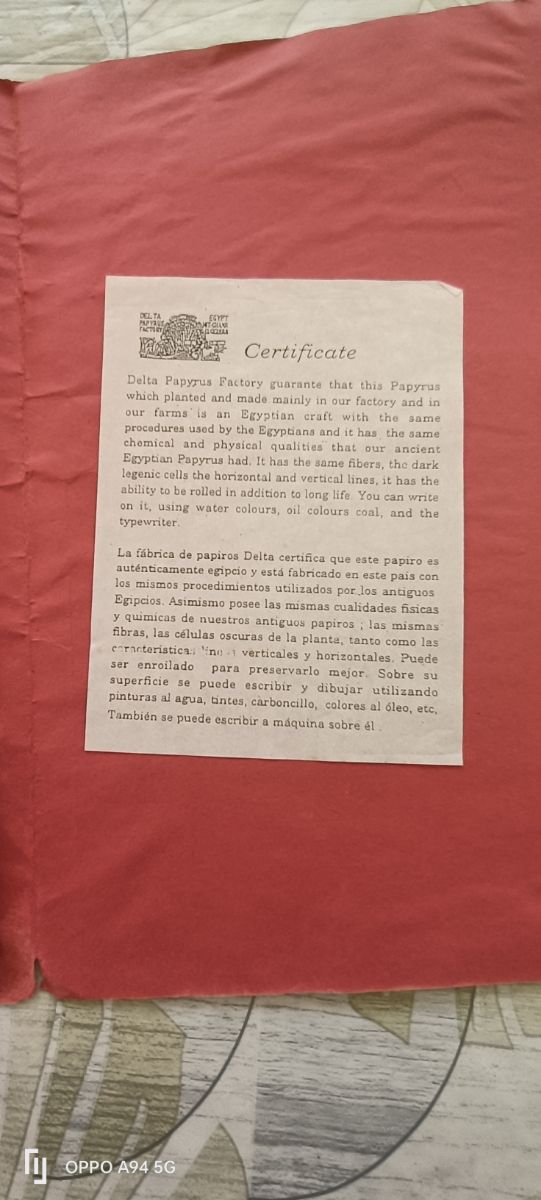 DELTA
PAPYRUS
FACTORY
EGYPT
Certificate
Delta Papyrus Factory guarante that this Papyrus
which planted and made mainly in our factory and in
our farms is an Egyptian craft with the same
procedures used by the Egyptians and it has the same
chemical and physical qualities that our ancient
Egyptian Papyrus had. It has the same fibers, the dark
legenic cells the horizontal and vertical lines, it has the
ability to be rolled in addition to long life. You can write
on it, using water colours, oil colours coal, and the
typewriter.
La fábrica de papiros Delta certifica que este papiro es
auténticamente egipcio y está fabricado en este pais con
los mismos procedimientos utilizados por los antiguos
Egipcios. Asimismo posee las mismas cualidades fisicas
y quimicas de nuestros antiguos papiros ; las mismas
fibras, las células oscuras de la planta, tanto como las
verticales y horizontales. Puede
ser enroilado para preservarlo mejor. Sobre su
superficie se puede escribir y dibujar utilizando
pinturas al agua, tintes, carboncillo, colores al óleo, etc.
También se puede escribir a máquina sobre él .
OPPO A94 5G